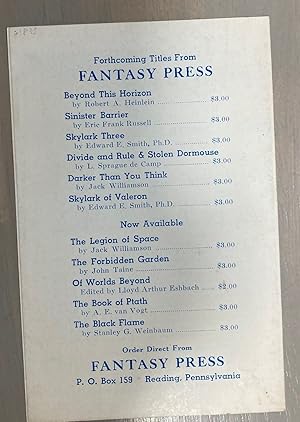 Forthcoming Titles From
FANTASY PRESS
Beyond This Horizon
by Robert A. Heinlein .................... $3.00
Sinister Barrier
by Eric Frank Russell .................... $3.00
Skylark Three
by Edward E. Smith, Ph.D. .................... $3.00
Divide and Rule & Stolen Dormouse
by L. Sprague de Camp .................... $3.00
Darker Than You Think
by Jack Williamson .................... $3.00
Skylark of Valeron
by Edward E. Smith, Ph.D. .................... $3.00
Now Available
The Legion of Space
by Jack Williamson .................... $3.00
The Forbidden Garden
by John Taine .................... $3.00
Of Worlds Beyond
Edited by Lloyd Arthur Eshbach .......... $2.00
The Book of Ptath
by A. E. van Vogt .................... $3.00
The Black Flame
by Stanley G. Weinbaum .................... $3.00
Order Direct From
FANTASY PRESS
P. O. Box 159 Reading, Pennsylvania